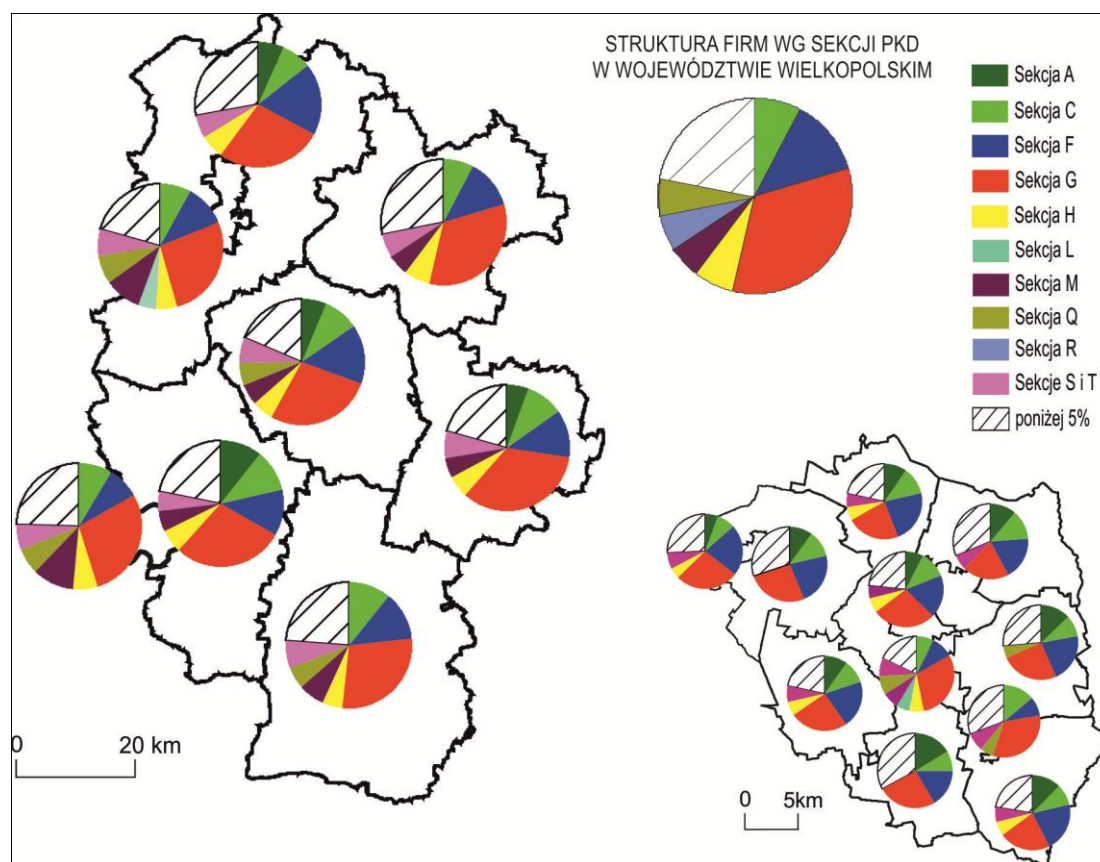 STRUKTURA FIRM WG SEKCJI PKD
W WOJEWÓDZTWIE WIELKOPOLSKIM
Sekcja A
Sekcja C
Sekcja F
Sekcja G
Sekcja H
Sekcja L
Sekcja M
Sekcja Q
Sekcja R
Sekcje S i T
poniżej 5%
0 20 km
0 5km